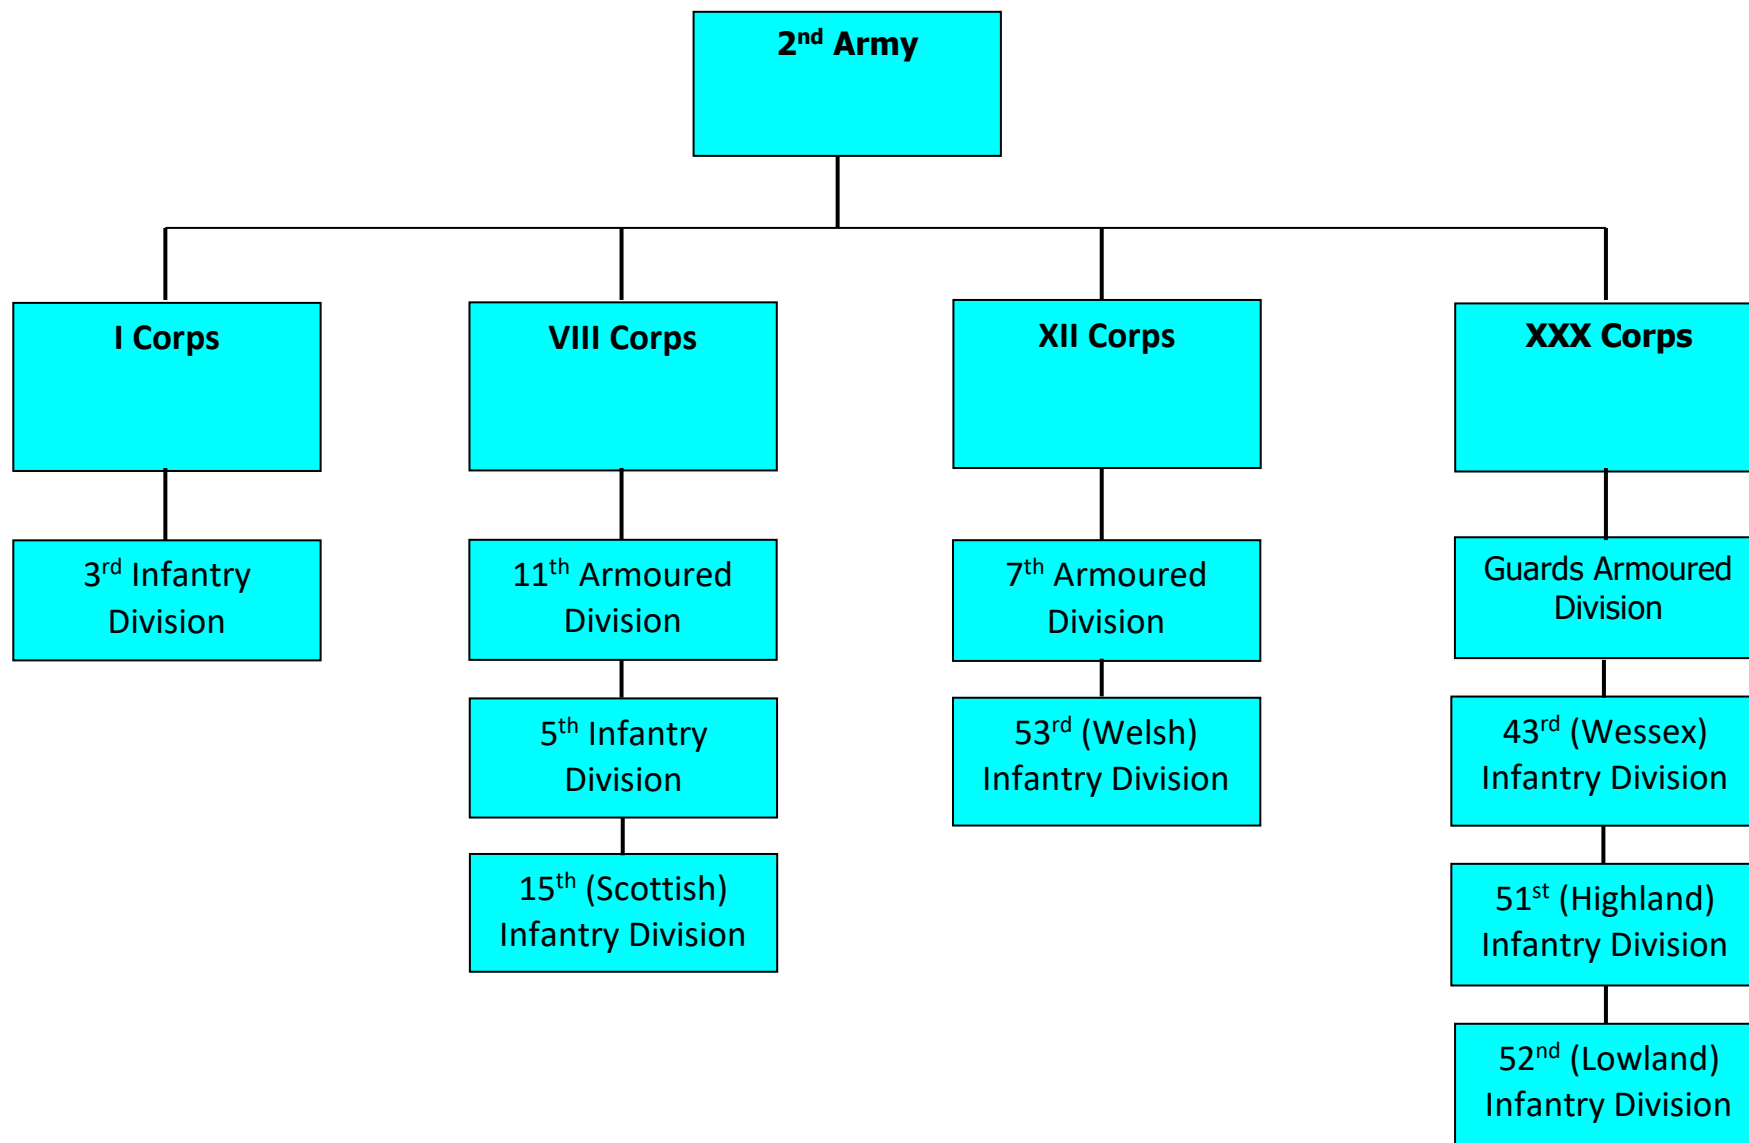 2nd Army
I Corps
VIII Corps
XII Corps
XXX Corps
3rd Infantry
Division
11th Armoured
Division
7th Armoured
Division
Guards Armoured
Division
5th Infantry
Division
53rd (Welsh)
Infantry Division
43rd (Wessex)
Infantry Division
15th (Scottish)
Infantry Division
51st (Highland)
Infantry Division
52nd (Lowland)
Infantry Division